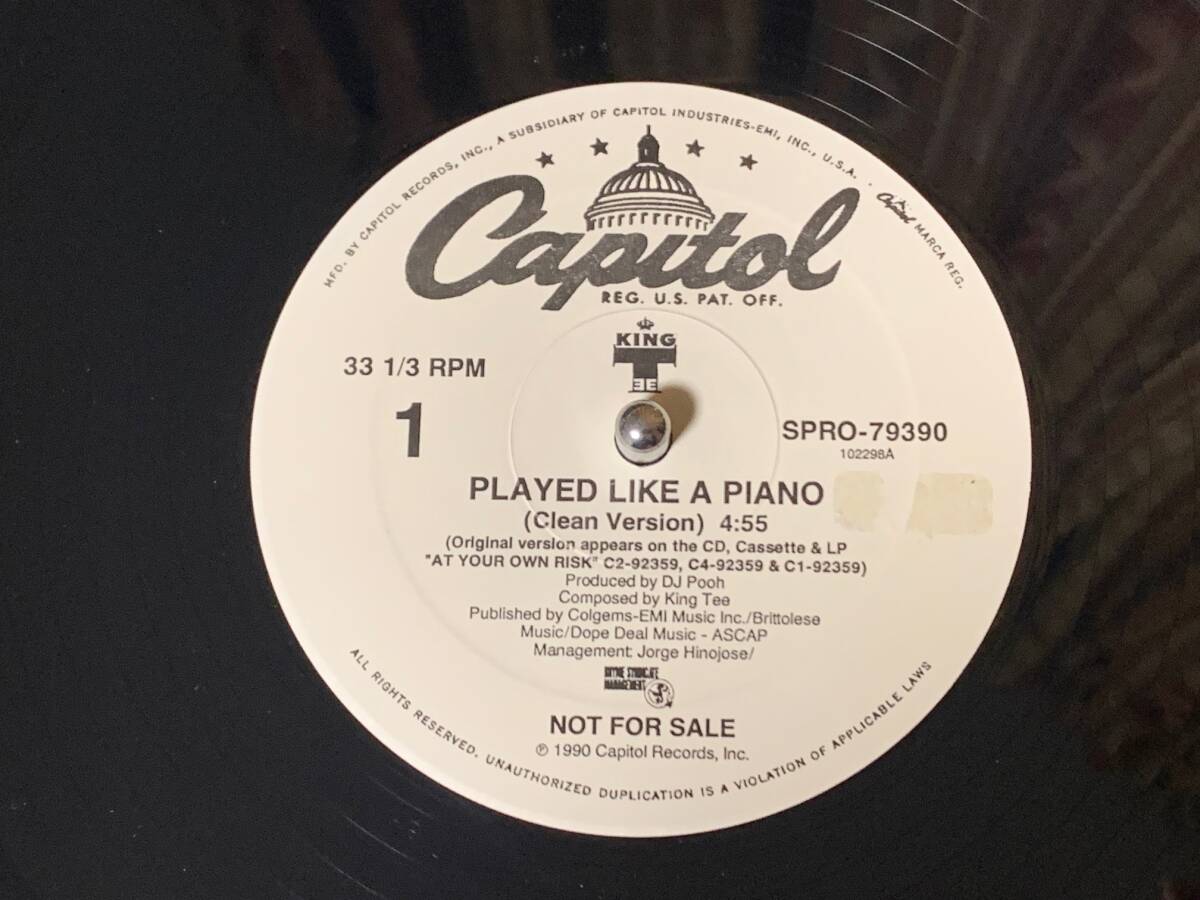 MFD. BY CAPITOL RECORDS, INC., A SUBSIDIARY OF CAPITOL INDUSTRIES-EMI, INC., U.S.A. · Capitol MARCA REG.
Capitol
REG. U.S. PAT. OFF.
KING
TEE
33 1/3 RPM
1
SPRO-79390
102298A
PLAYED LIKE A PIANO
(Clean Version) 4:55
(Original version appears on the CD, Cassette & LP
"AT YOUR OWN RISK" C2-92359, C4-92359 & C1-92359)
Produced by DJ Pooh
Composed by King Tee
Published by Colgems-EMI Music Inc./Brittolese
Music/Dope Deal Music - ASCAP
Management: Jorge Hinojose/
RHYME SYNDICATE
MANAGEMENT
NOT FOR SALE
℗ 1990 Capitol Records, Inc.
ALL RIGHTS RESERVED. UNAUTHORIZED DUPLICATION IS A VIOLATION OF APPLICABLE LAWS